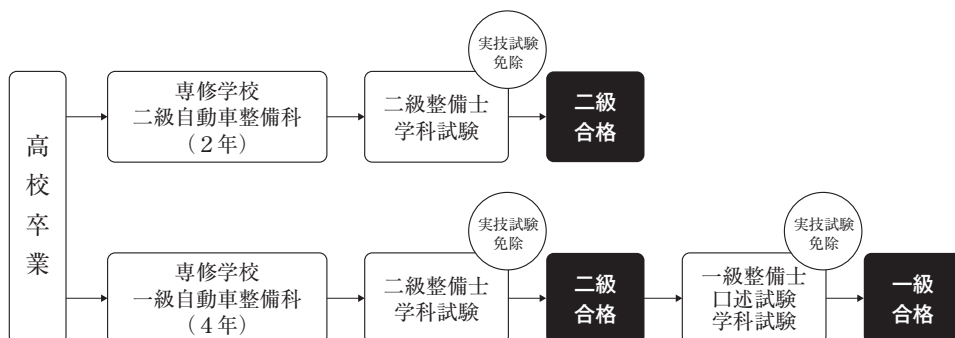 高校卒業
専修学校
二級自動車整備科
(2年)
二級整備士
学科試験
実技試験
免除
二級
合格
専修学校
一級自動車整備科
(4年)
二級整備士
学科試験
実技試験
免除
二級
合格
一級整備士
口述試験
学科試験
実技試験
免除
一級
合格